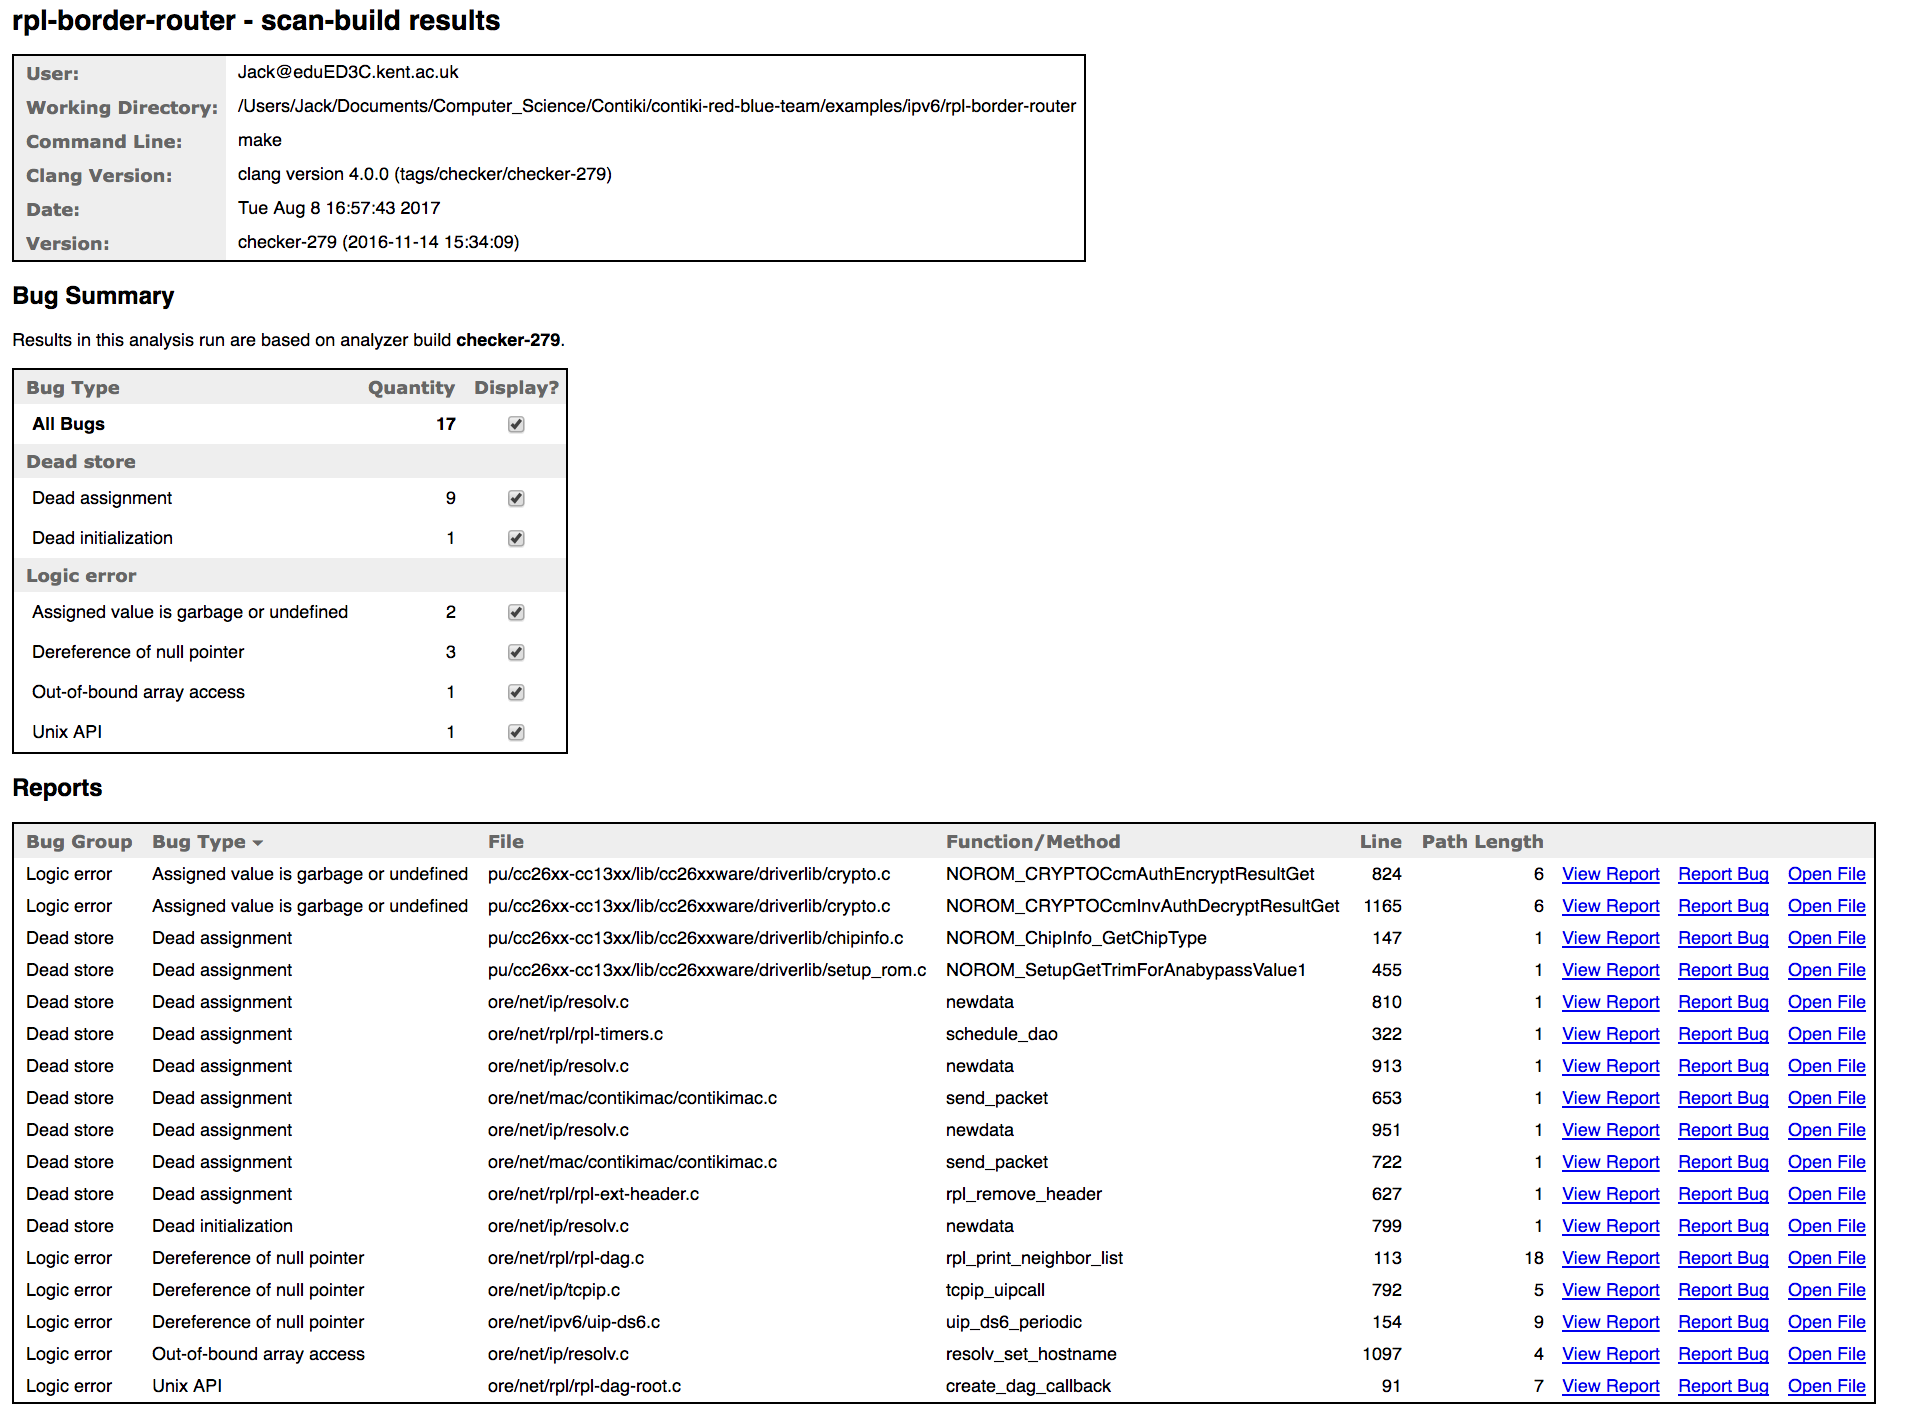 rpl-border-router - scan-build results
User: Jack@eduED3C.kent.ac.uk
Working Directory: /Users/Jack/Documents/Computer_Science/Contiki/contiki-red-blue-team/examples/ipv6/rpl-border-router
Command Line: make
Clang Version: clang version 4.0.0 (tags/checker/checker-279)
Date: Tue Aug 8 16:57:43 2017
Version: checker-279 (2016-11-14 15:34:09)
Bug Summary
Results in this analysis run are based on analyzer build checker-279.
Bug Type Quantity Display?
All Bugs 17
Dead store
Dead assignment 9
Dead initialization 1
Logic error
Assigned value is garbage or undefined 2
Dereference of null pointer 3
Out-of-bound array access 1
Unix API 1
Reports
Bug Group Bug Type File Function/Method Line Path Length
Logic error Assigned value is garbage or undefined pu/cc26xx-cc13xx/lib/cc26xxware/driverlib/crypto.c NOROM_CRYPTOCcmAuthEncryptResultGet 824 6 View Report Report Bug Open File
Logic error Assigned value is garbage or undefined pu/cc26xx-cc13xx/lib/cc26xxware/driverlib/crypto.c NOROM_CRYPTOCcmInvAuthDecryptResultGet 1165 6 View Report Report Bug Open File
Dead store Dead assignment pu/cc26xx-cc13xx/lib/cc26xxware/driverlib/chipinfo.c NOROM_ChipInfo_GetChipType 147 1 View Report Report Bug Open File
Dead store Dead assignment pu/cc26xx-cc13xx/lib/cc26xxware/driverlib/setup_rom.c NOROM_SetupGetTrimForAnabypassValue1 455 1 View Report Report Bug Open File
Dead store Dead assignment ore/net/ip/resolv.c newdata 810 1 View Report Report Bug Open File
Dead store Dead assignment ore/net/rpl/rpl-timers.c schedule_dao 322 1 View Report Report Bug Open File
Dead store Dead assignment ore/net/ip/resolv.c newdata 913 1 View Report Report Bug Open File
Dead store Dead assignment ore/net/mac/contikimac/contikimac.c send_packet 653 1 View Report Report Bug Open File
Dead store Dead assignment ore/net/ip/resolv.c newdata 951 1 View Report Report Bug Open File
Dead store Dead assignment ore/net/mac/contikimac/contikimac.c send_packet 722 1 View Report Report Bug Open File
Dead store Dead assignment ore/net/rpl/rpl-ext-header.c rpl_remove_header 627 1 View Report Report Bug Open File
Dead store Dead initialization ore/net/ip/resolv.c newdata 799 1 View Report Report Bug Open File
Logic error Dereference of null pointer ore/net/rpl/rpl-dag.c rpl_print_neighbor_list 113 18 View Report Report Bug Open File
Logic error Dereference of null pointer ore/net/ip/tcpip.c tcpip_uipcall 792 5 View Report Report Bug Open File
Logic error Dereference of null pointer ore/net/ipv6/uip-ds6.c uip_ds6_periodic 154 9 View Report Report Bug Open File
Logic error Out-of-bound array access ore/net/ip/resolv.c resolv_set_hostname 1097 4 View Report Report Bug Open File
Logic error Unix API ore/net/rpl/rpl-dag-root.c create_dag_callback 91 7 View Report Report Bug Open File